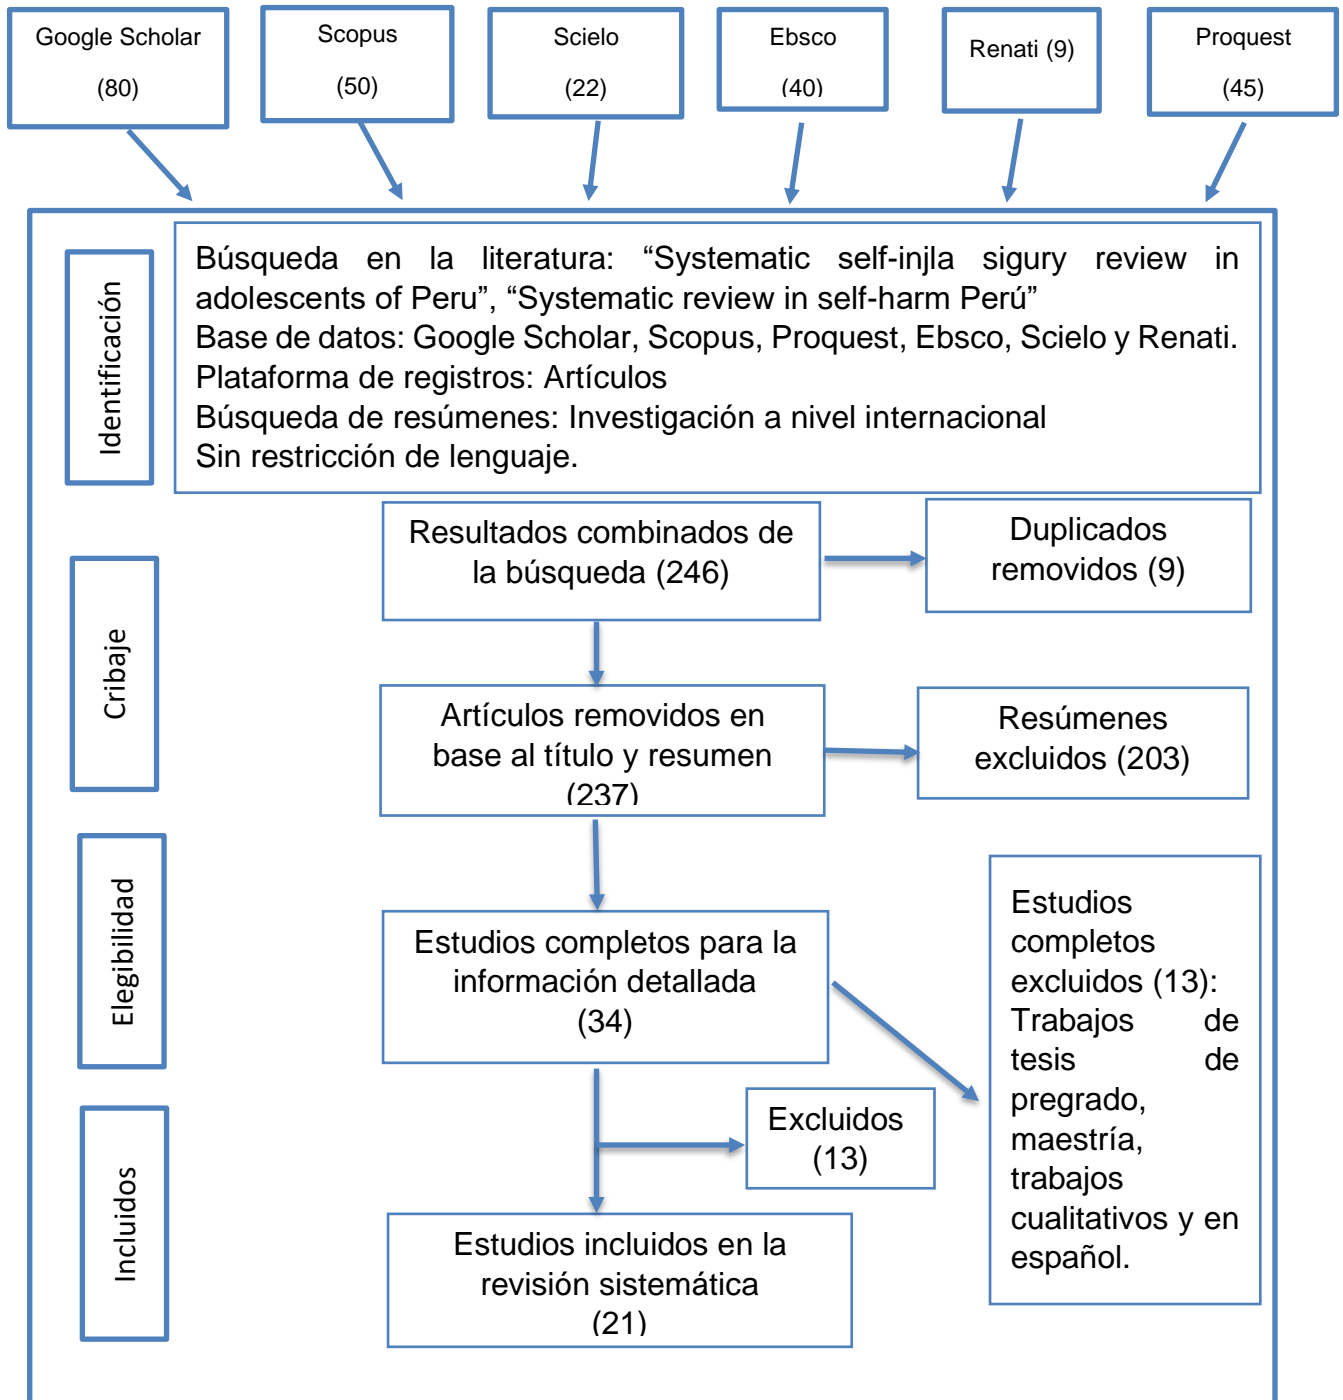 Google Scholar
(80)
Scopus
(50)
Scielo
(22)
Ebsco
(40)
Renati (9)
Proquest
(45)
Identificación
Búsqueda en la literatura: “Systematic self-injla sigury review in
adolescents of Peru”, “Systematic review in self-harm Perú”
Base de datos: Google Scholar, Scopus, Proquest, Ebsco, Scielo y Renati.
Plataforma de registros: Artículos
Búsqueda de resúmenes: Investigación a nivel internacional
Sin restricción de lenguaje.
Resultados combinados de
la búsqueda (246)
Duplicados
removidos (9)
Cribaje
Artículos removidos en
base al título y resumen
(237)
Resúmenes
excluidos (203)
Elegibilidad
Estudios completos para la
información detallada
(34)
Estudios
completos
excluidos (13):
Trabajos de
tesis de
pregrado,
maestría,
trabajos
cualitativos y en
español.
Excluidos
(13)
Incluidos
Estudios incluidos en la
revisión sistemática
(21)